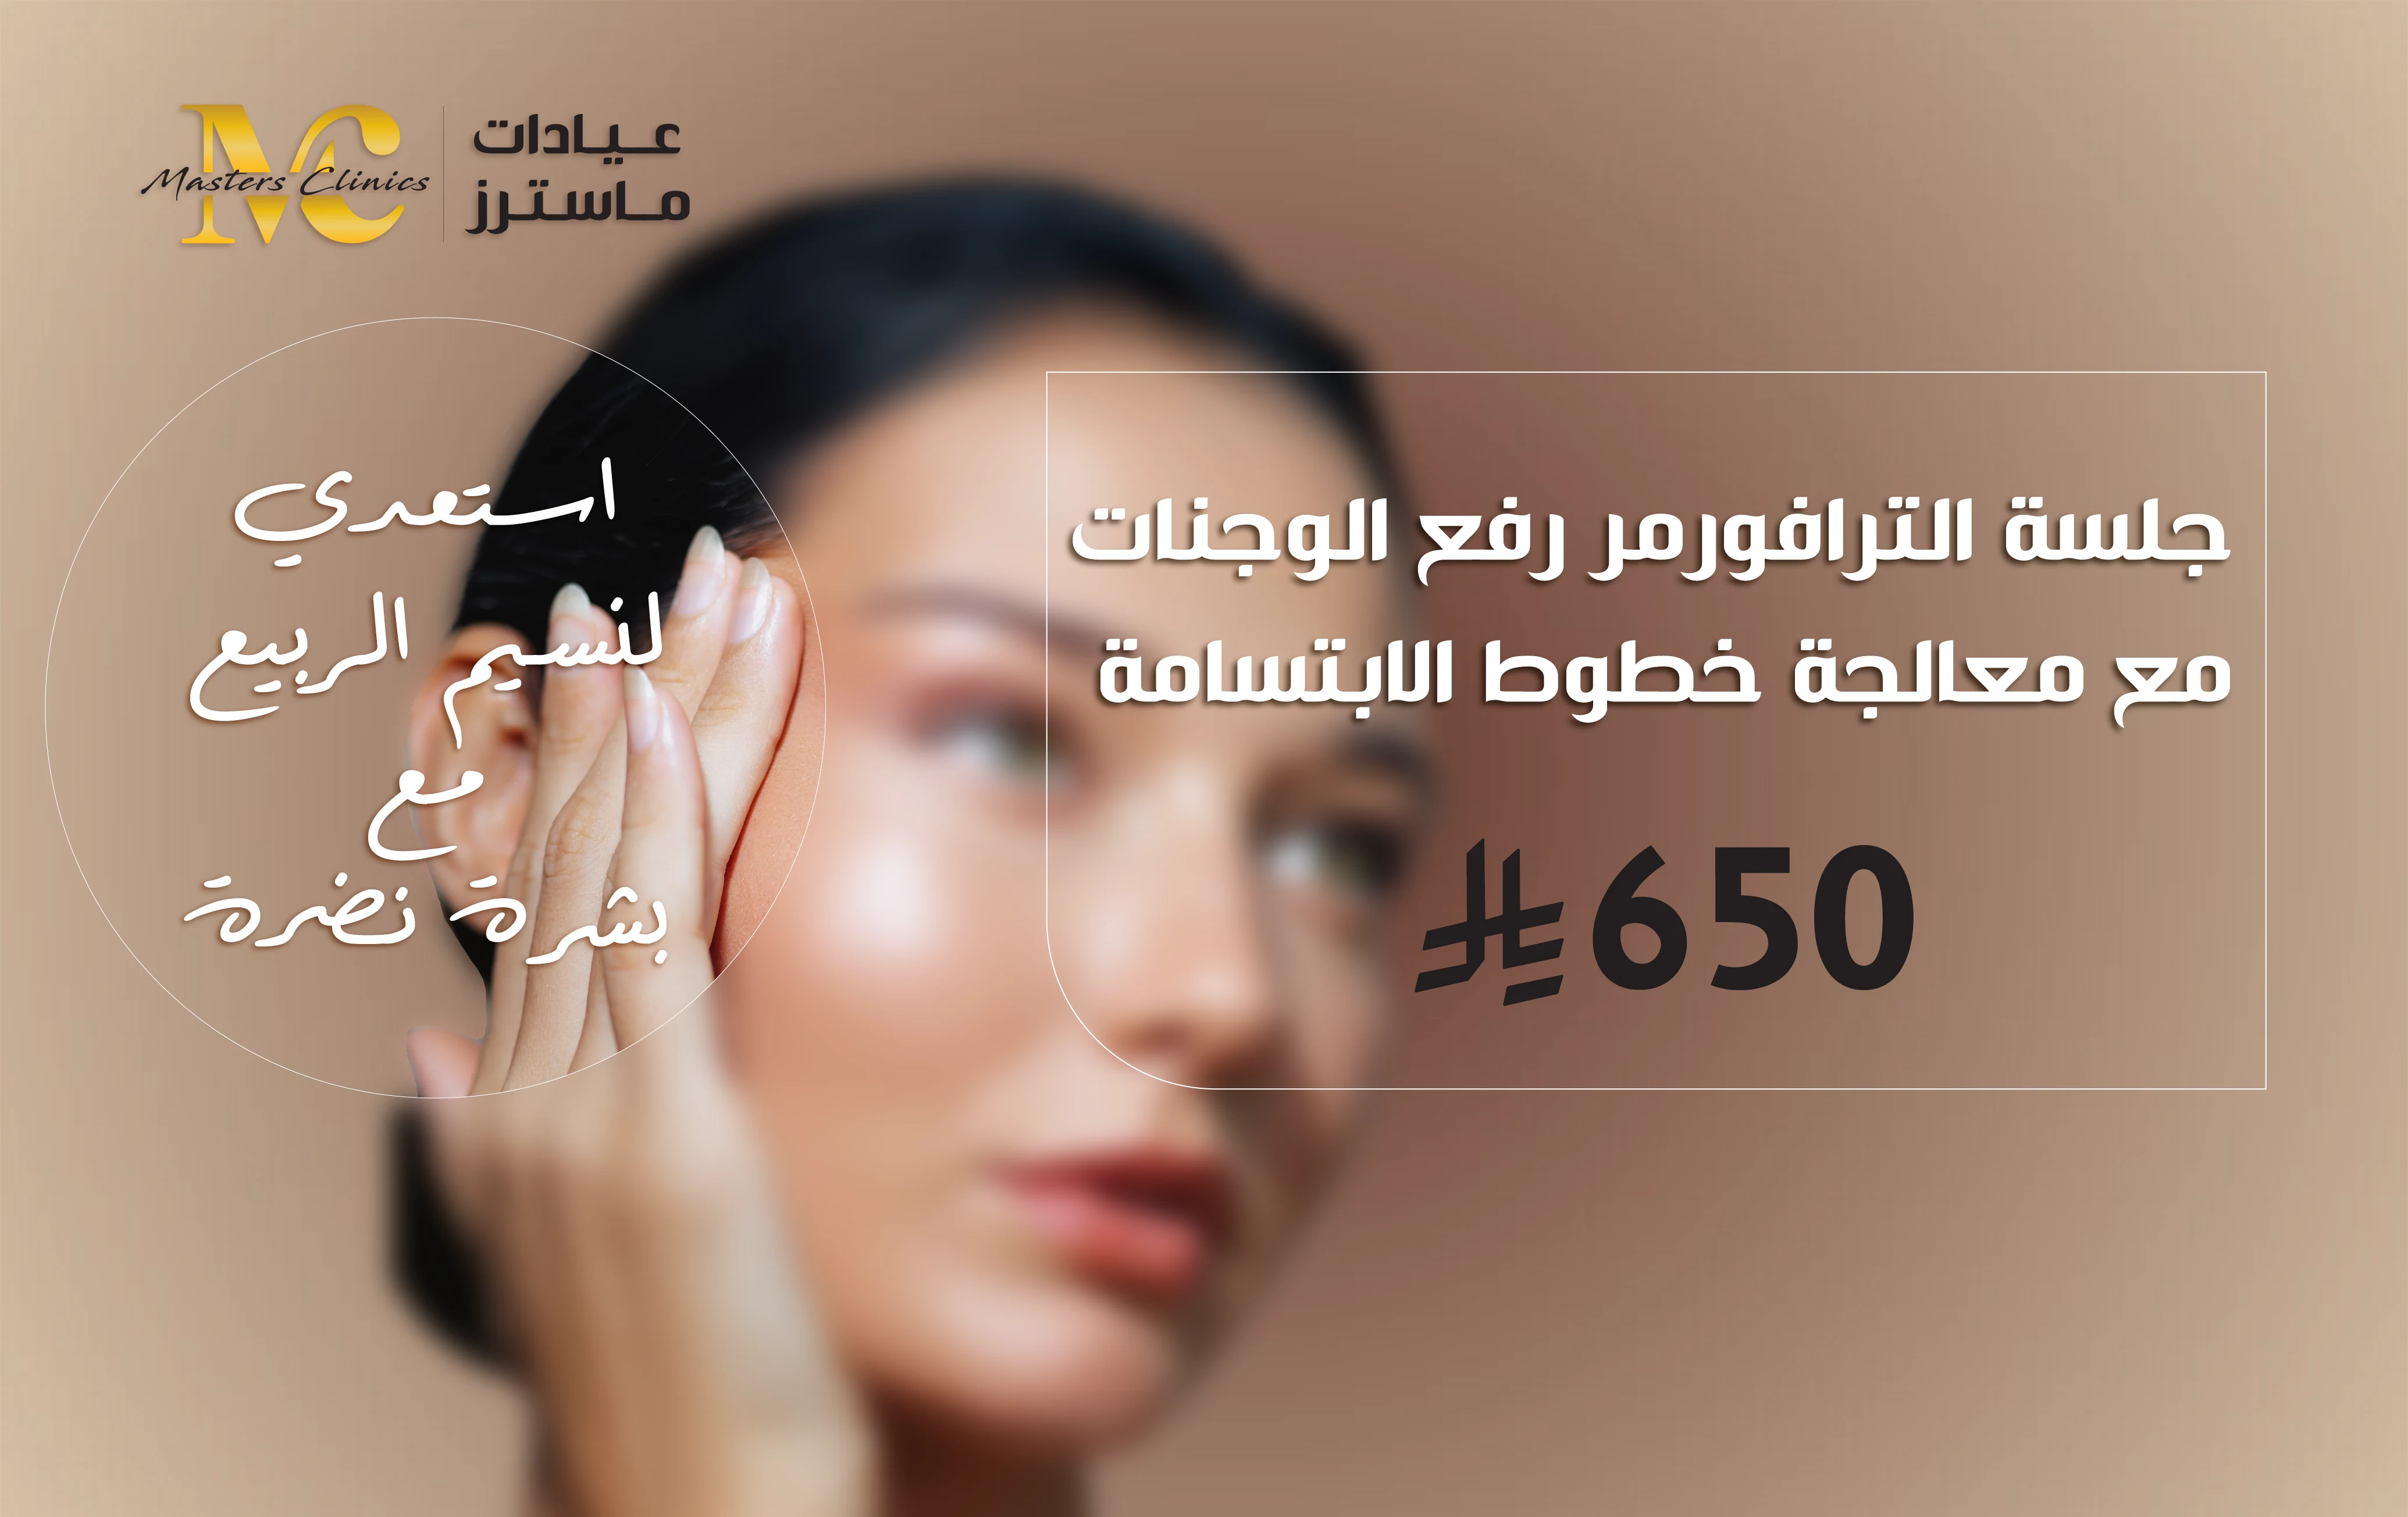 عيادات
ماسترز
MC
Masters Clinics
جلسة الترافورمر رفع الوجنات
مع معالجة خطوط الابتسامة
⃁650
استعدي
لنسيم الربيع
مع
بشرة نضرة